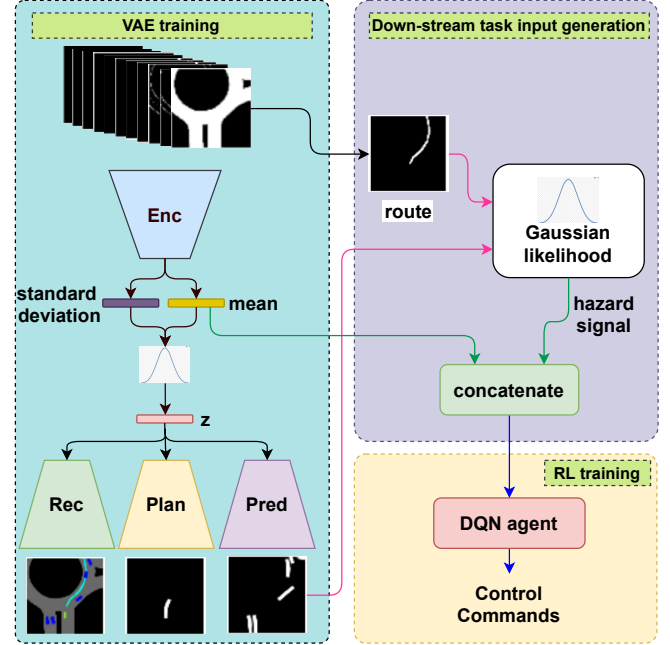 VAE training
Down-stream task input generation
route
Enc
Gaussian
likelihood
standard
deviation
mean
hazard
signal
concatenate
z
RL training
Rec
Plan
Pred
DQN agent
Control
Commands